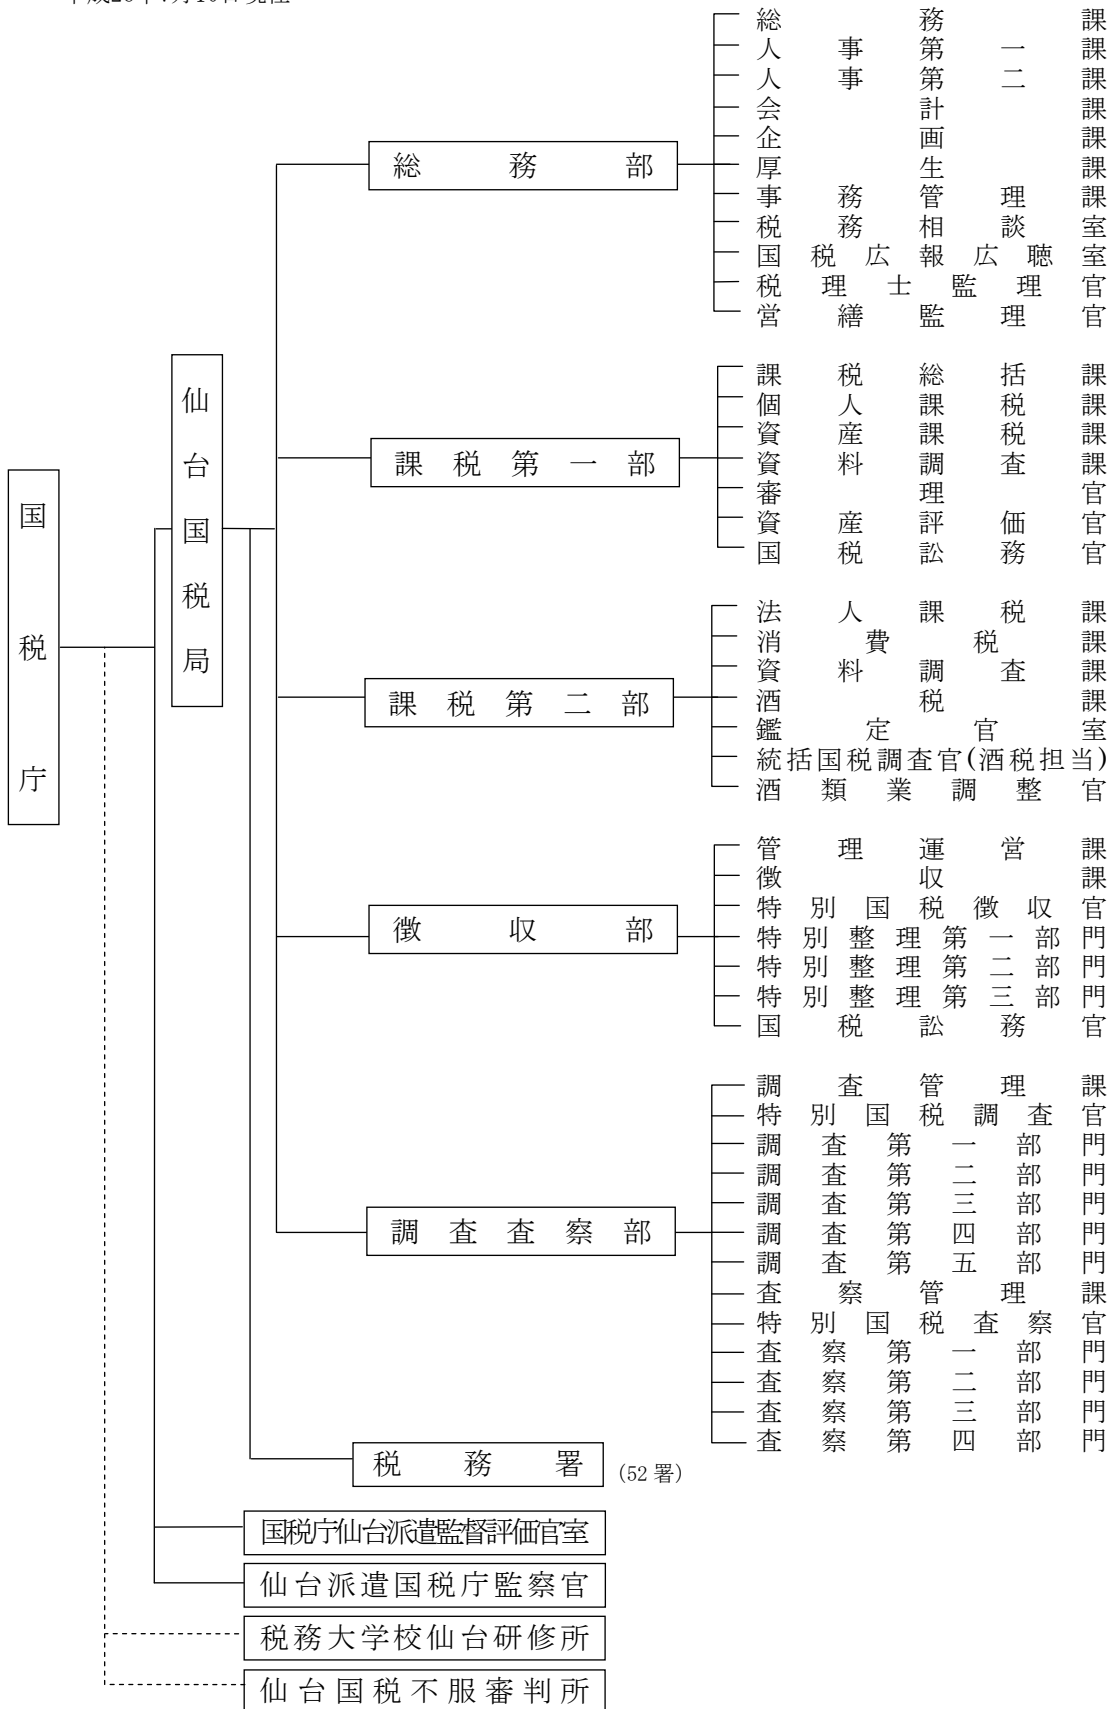 総務課
人事第一課
人事第二課
会計課
企画課
厚生課
事務管理課
税務相談室
国税広報広聴室
税理士監理官
営繕監理官
総務部
課税総括課
個人課税課
資産課税課
資料調査課
審理官
資産評価官
国税訟務官
課税第一部
法人課税課
消費税課
資料調査課
酒税課
鑑定官室
統括国税調査官(酒税担当)
酒類業調整官
課税第二部
管理運営課
徴収課
特別国税徴収官
特別整理第一部門
特別整理第二部門
特別整理第三部門
国税訟務官
徴収部
調査管理課
特別国税調査官
調査第一部門
調査第二部門
調査第三部門
調査第四部門
調査第五部門
査察管理課
特別国税査察官
査察第一部門
査察第二部門
査察第三部門
査察第四部門
調査査察部
仙台国税局
国税庁
税務署 (52署)
国税庁仙台派遣監督評価官室
仙台派遣国税庁監察官
税務大学校仙台研修所
仙台国税不服審判所